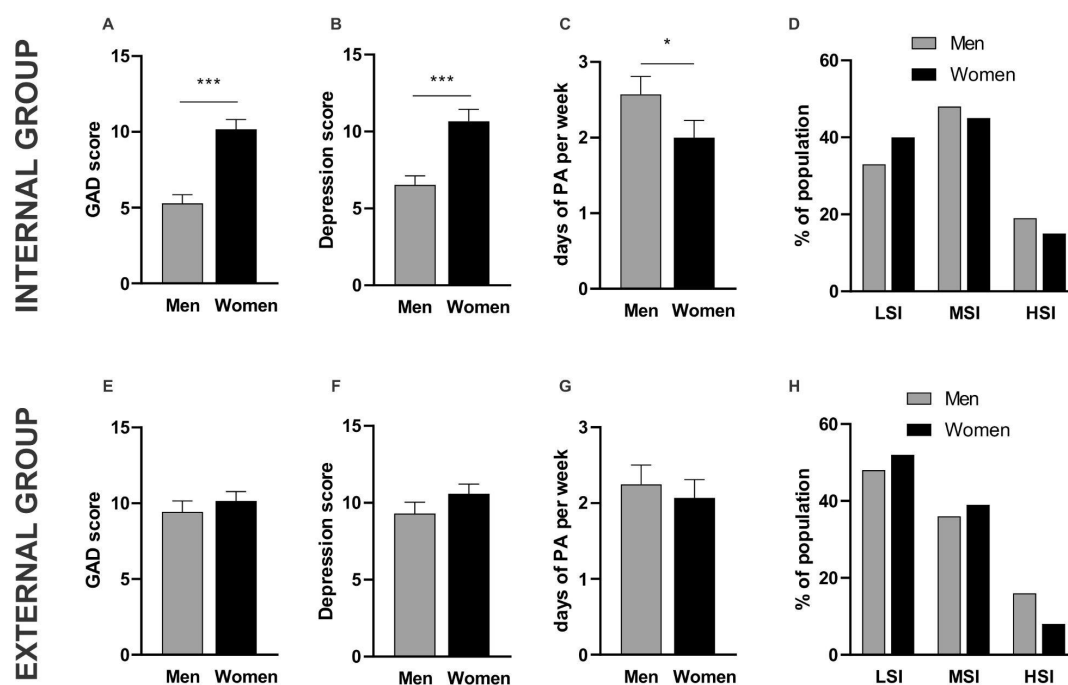 INTERNAL GROUP
A
GAD score
15
10
5
0
***
Men Women
B
Depression score
15
10
5
0
***
Men Women
C
days of PA per week
3
2
1
0
*
Men Women
D
% of population
60
40
20
0
Men
Women
LSI MSI HSI
EXTERNAL GROUP
E
GAD score
15
10
5
0
Men Women
F
Depression score
15
10
5
0
Men Women
G
days of PA per week
3
2
1
0
Men Women
H
% of population
60
40
20
0
Men
Women
LSI MSI HSI